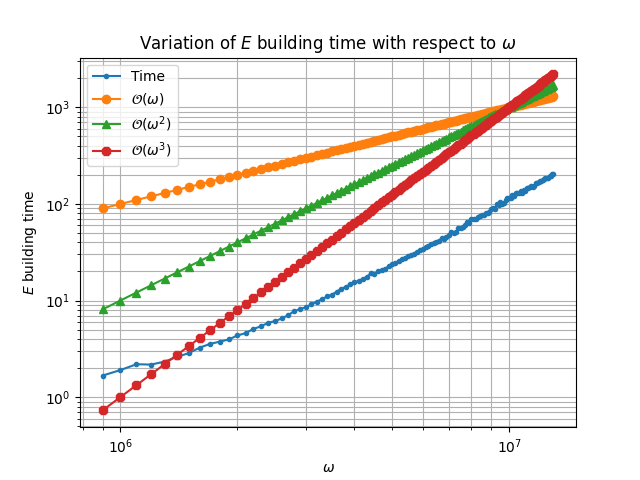 Variation of E building time with respect to ω
Time
𝒪(ω)
𝒪(ω²)
𝒪(ω³)
E building time
10³
10²
10¹
10⁰
10⁶
10⁷
ω